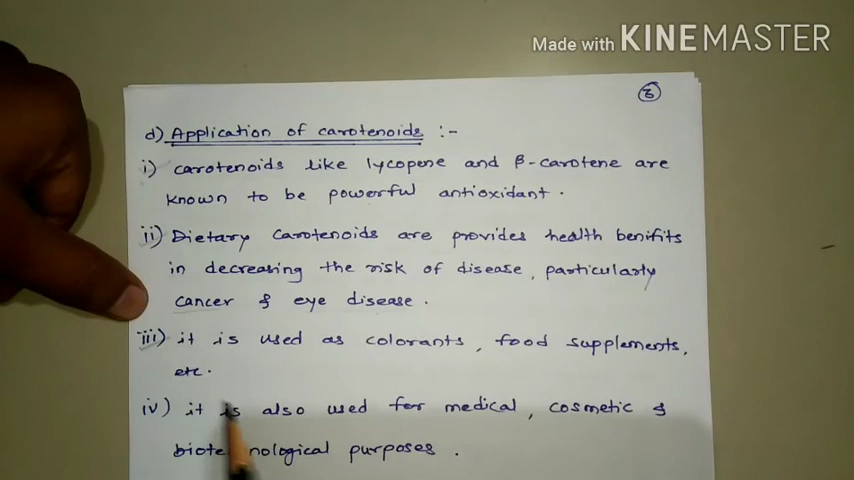 Made with KINEMASTER
3
d) Application of carotenoids :-
i) carotenoids like lycopene and β-carotene are
known to be powerful antioxidant.
ii) Dietary carotenoids are provides health benifits
in decreasing the risk of disease, particularly
cancer & eye disease.
iii) it is used as colorants, food supplements,
etc.
iv) it is also used for medical, cosmetic &
biotechnological purposes.